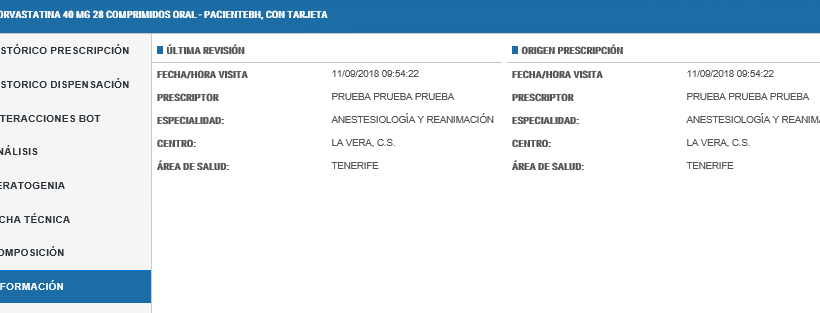 ORVASTATINA 40 MG 28 COMPRIMIDOS ORAL - PACIENTEBH, CON TARJETA
STÓRICO PRESCRIPCIÓN
STORICO DISPENSACIÓN
TERACCIONES BOT
NÁLISIS
ERATOGENIA
CHA TÉCNICA
OMPOSICIÓN
FORMACIÓN
ÚLTIMA REVISIÓN
FECHA/HORA VISITA 11/09/2018 09:54:22
PRESCRIPTOR PRUEBA PRUEBA PRUEBA
ESPECIALIDAD: ANESTESIOLOGÍA Y REANIMACIÓN
CENTRO: LA VERA, C.S.
ÁREA DE SALUD: TENERIFE
ORIGEN PRESCRIPCIÓN
FECHA/HORA VISITA 11/09/2018 09:54:22
PRESCRIPTOR PRUEBA PRUEBA PRUEBA
ESPECIALIDAD: ANESTESIOLOGÍA Y REANIMA
CENTRO: LA VERA, C.S.
ÁREA DE SALUD: TENERIFE